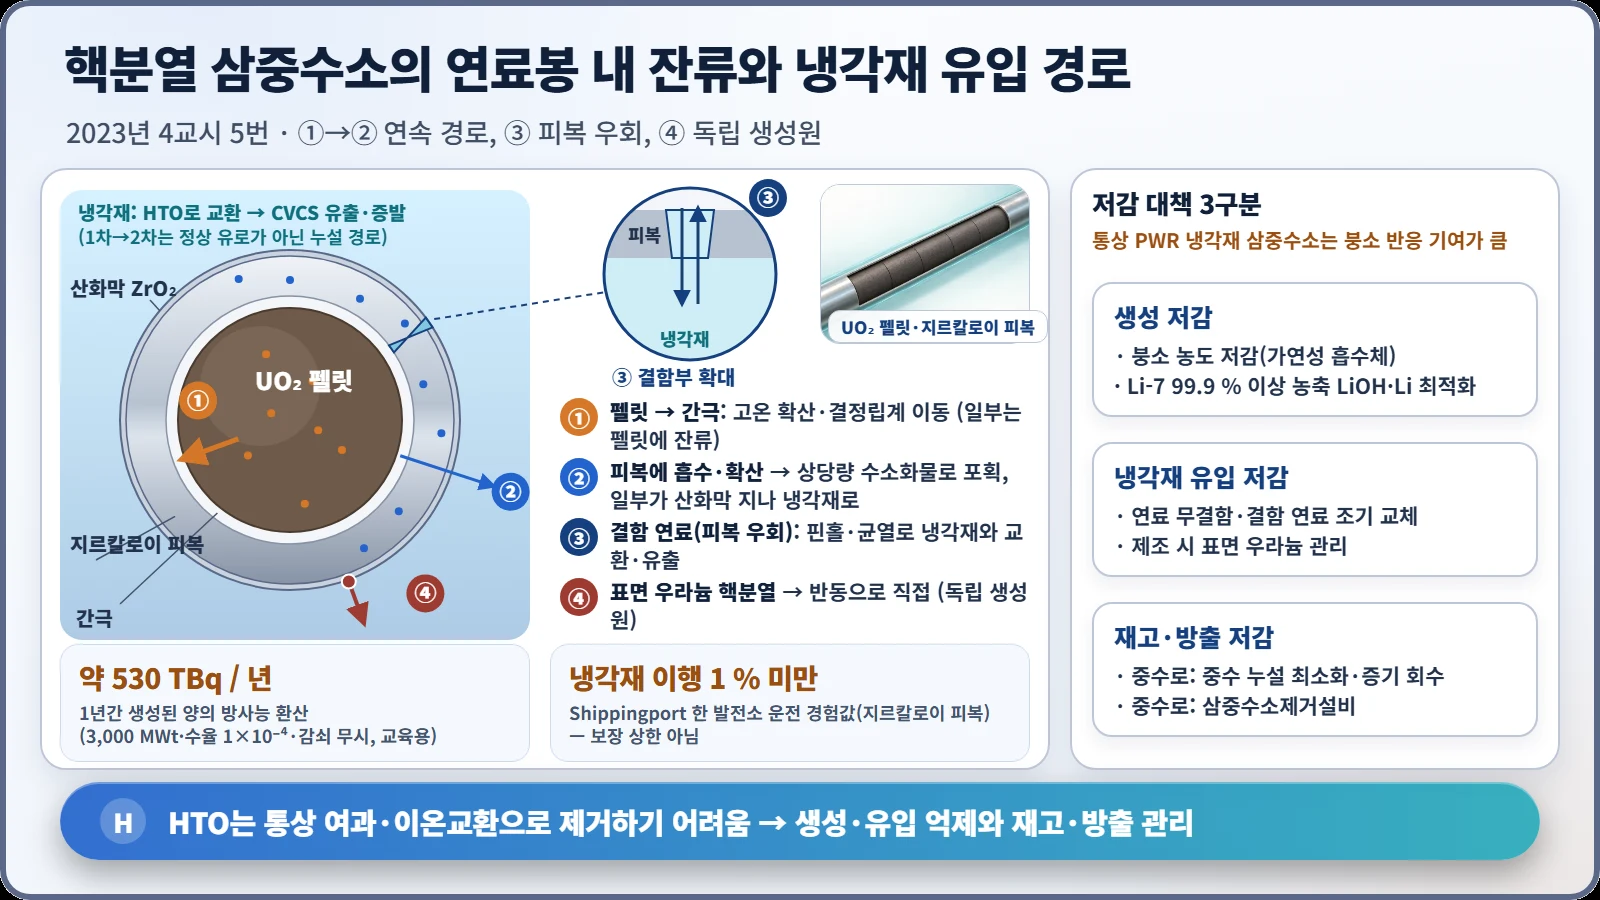 핵분열 삼중수소의 연료봉 내 잔류와 냉각재 유입 경로
2023년 4교시 5번 · ①→② 연속 경로, ③ 피복 우회, ④ 독립 생성원
냉각재: HTO로 교환 → CVCS 유출·증발
(1차→2차는 정상 유로가 아닌 누설 경로)
산화막 ZrO₂
UO₂ 펠릿
①
②
지르칼로이 피복
④
간극
③
피복
냉각재
③ 결함부 확대
UO₂ 펠릿·지르칼로이 피복
① 펠릿 → 간극: 고온 확산·결정립계 이동 (일부는
펠릿에 잔류)
② 피복에 흡수·확산 → 상당량 수소화물로 포획,
일부가 산화막 지나 냉각재로
③ 결함 연료(피복 우회): 핀홀·균열로 냉각재와 교
환·유출
④ 표면 우라늄 핵분열 → 반동으로 직접 (독립 생성
원)
약 530 TBq / 년
1년간 생성된 양의 방사능 환산
(3,000 MWt·수율 1×10⁻⁴·감쇠 무시, 교육용)
냉각재 이행 1 % 미만
Shippingport 한 발전소 운전 경험값(지르칼로이 피복)
— 보장 상한 아님
저감 대책 3구분
통상 PWR 냉각재 삼중수소는 붕소 반응 기여가 큼
생성 저감
· 붕소 농도 저감(가연성 흡수체)
· Li-7 99.9 % 이상 농축 LiOH·Li 최적화
냉각재 유입 저감
· 연료 무결함·결함 연료 조기 교체
· 제조 시 표면 우라늄 관리
재고·방출 저감
· 중수로: 중수 누설 최소화·증기 회수
· 중수로: 삼중수소제거설비
H HTO는 통상 여과·이온교환으로 제거하기 어려움 → 생성·유입 억제와 재고·방출 관리